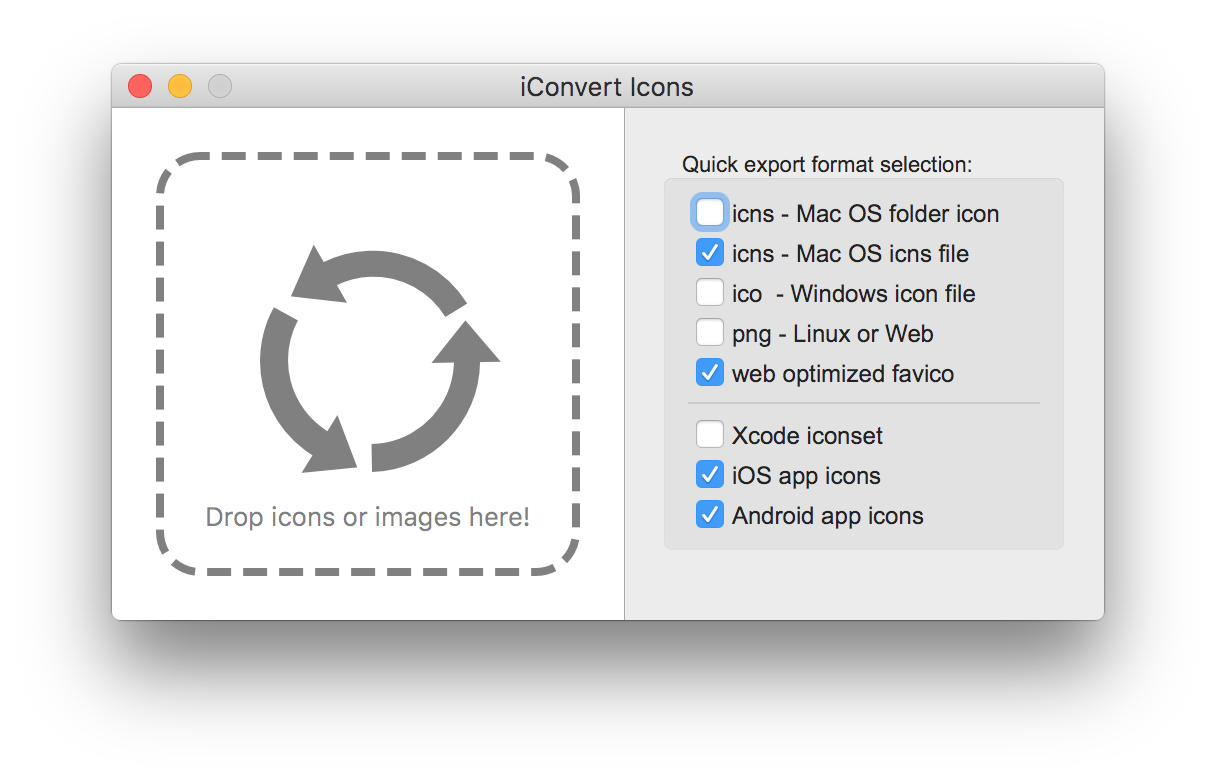 iConvert Icons
Drop icons or images here!
Quick export format selection:
icns - Mac OS folder icon
icns - Mac OS icns file
ico  - Windows icon file
png - Linux or Web
web optimized favico
Xcode iconset
iOS app icons
Android app icons